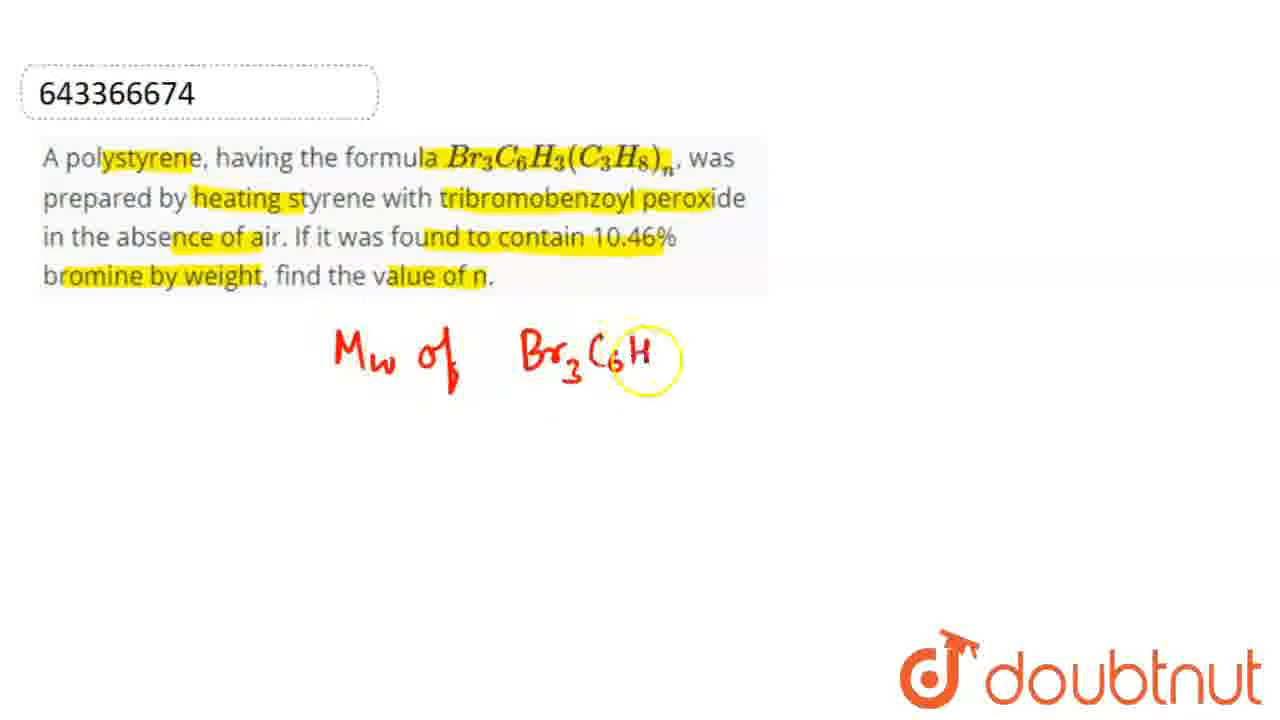 643366674
A polystyrene, having the formula Br₃C₆H₃(C₃H₈)ₙ, was
prepared by heating styrene with tribromobenzoyl peroxide
in the absence of air. If it was found to contain 10.46%
bromine by weight, find the value of n.
Mw of Br₃C₆H
doubtnut